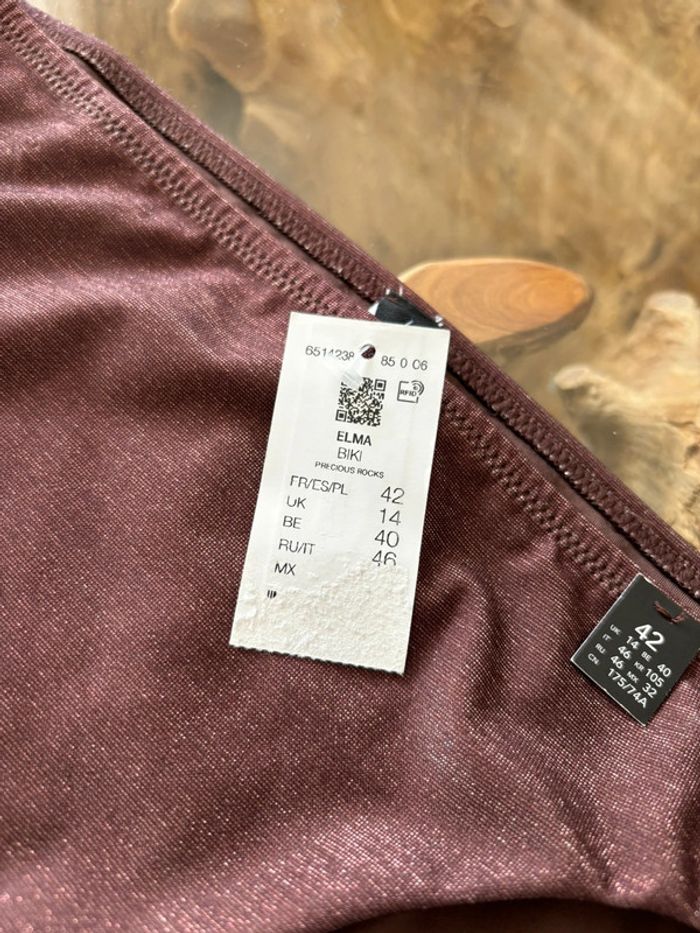 6514238 85 0 06
RFID
ELMA
BIKI
PRECIOUS ROCKS
FR/ES/PL 42
UK 14
BE 40
RU/IT 46
MX
42
UK 14 BE 40
IT 46 KR 105
RU 46 MX 32
CN 175/74A